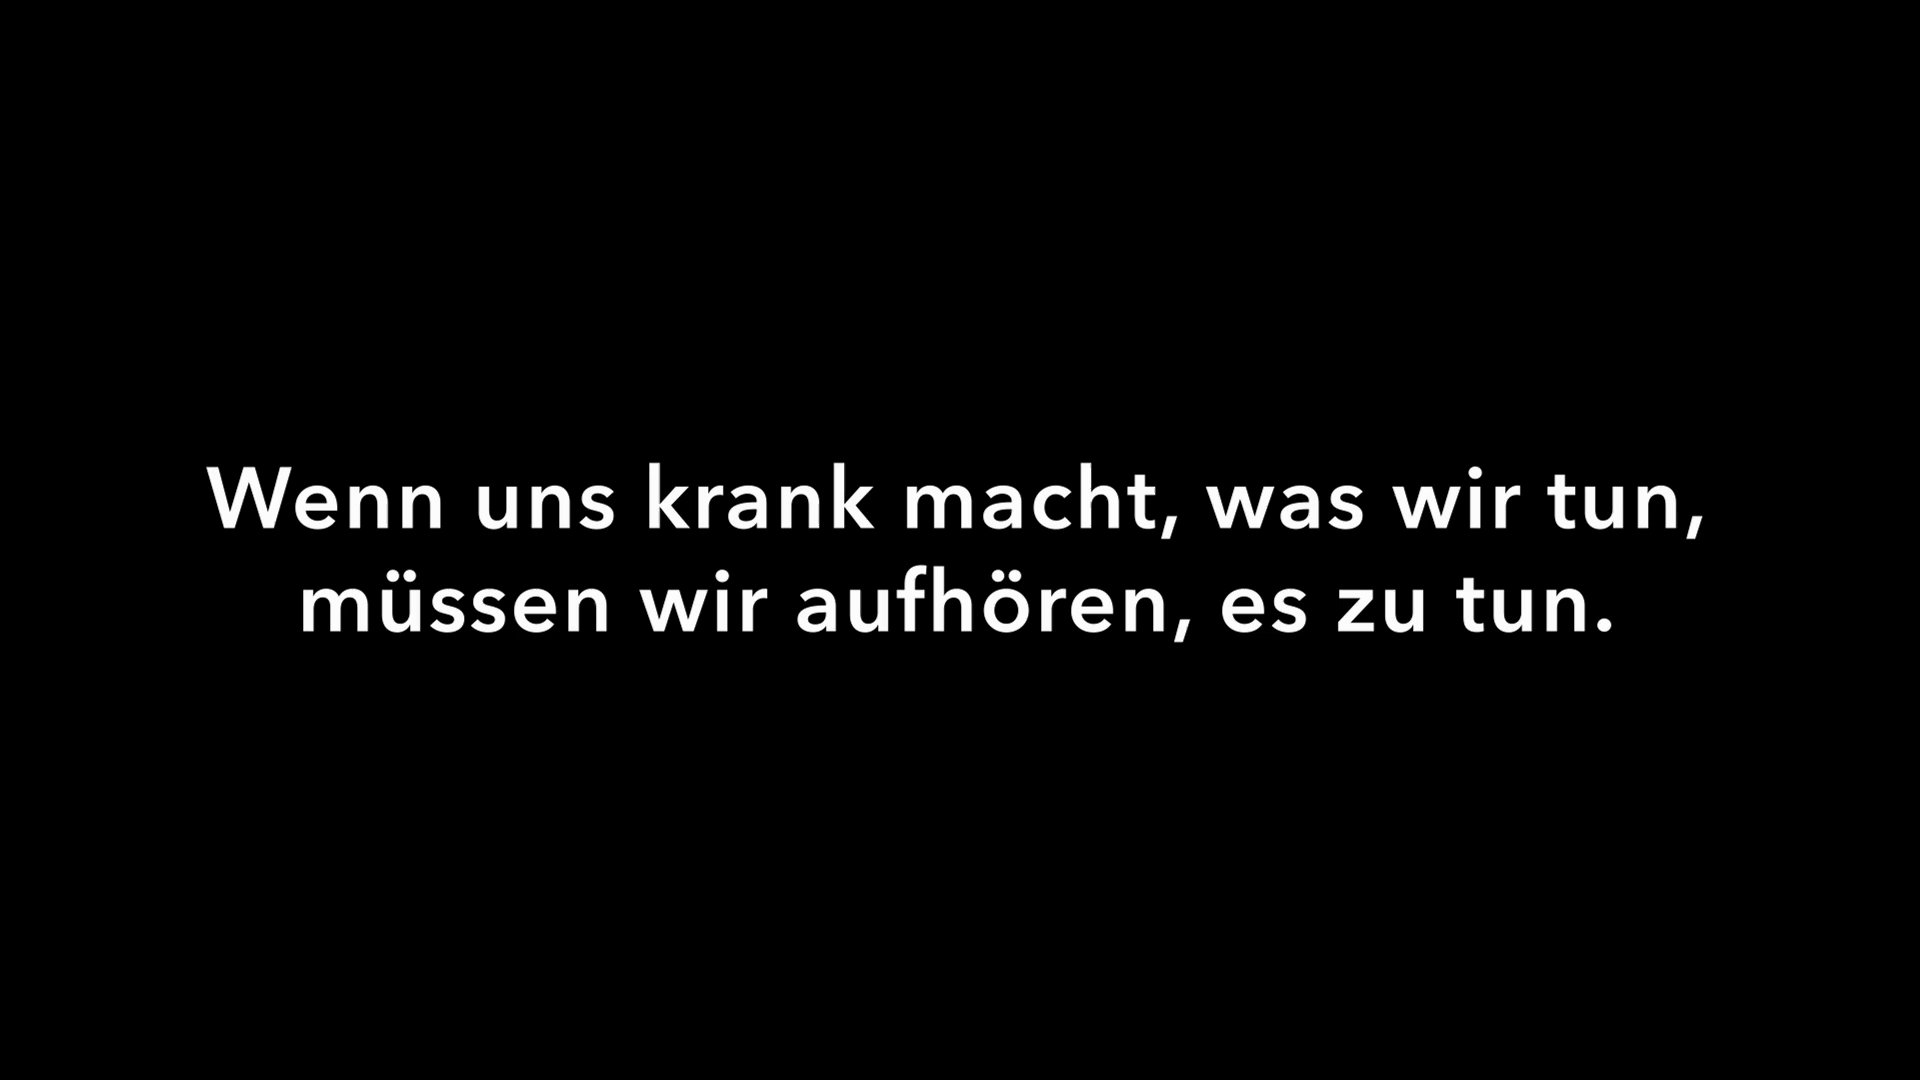 Wenn uns krank macht, was wir tun,
müssen wir aufhören, es zu tun.